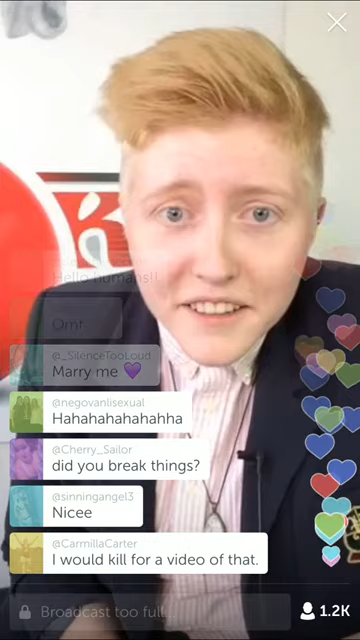 Hello humans!!
Omf
@_SilenceTooLoud
Marry me 💜
@negovanlisexual
Hahahahahahahha
@Cherry_Sailor
did you break things?
@sinningangel3
Nicee
@CarmillaCarter
I would kill for a video of that.
Broadcast too full...
1.2K